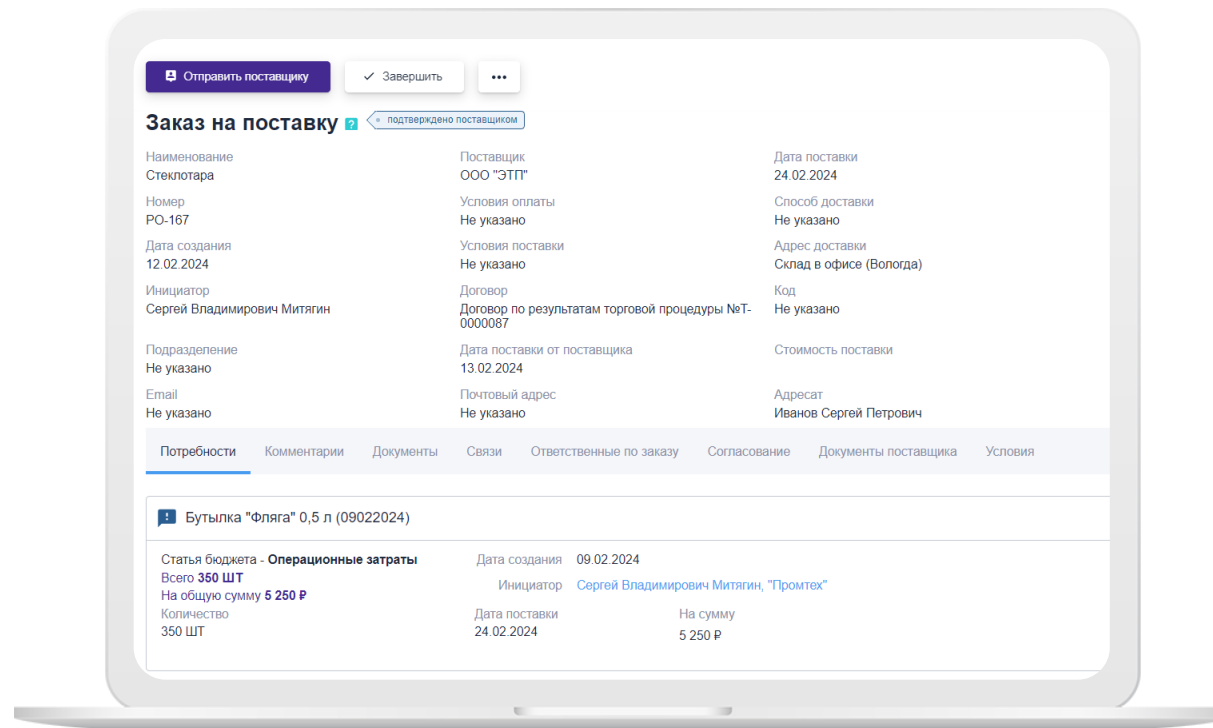 Отправить поставщику
Завершить
Заказ на поставку ? подтверждено поставщиком
Наименование
Стеклотара
Поставщик
ООО "ЭТП"
Дата поставки
24.02.2024
Номер
PO-167
Условия оплаты
Не указано
Способ доставки
Не указано
Дата создания
12.02.2024
Условия поставки
Не указано
Адрес доставки
Склад в офисе (Вологда)
Инициатор
Сергей Владимирович Митягин
Договор
Договор по результатам торговой процедуры №Т-
0000087
Код
Не указано
Подразделение
Не указано
Дата поставки от поставщика
13.02.2024
Стоимость поставки
Email
Не указано
Почтовый адрес
Не указано
Адресат
Иванов Сергей Петрович
Потребности Комментарии Документы Связи Ответственные по заказу Согласование Документы поставщика Условия
Бутылка "Фляга" 0,5 л (09022024)
Статья бюджета - Операционные затраты
Всего 350 ШТ
На общую сумму 5 250 ₽
Количество
350 ШТ
Дата создания 09.02.2024
Инициатор Сергей Владимирович Митягин, "Промтех"
Дата поставки
24.02.2024
На сумму
5 250 ₽